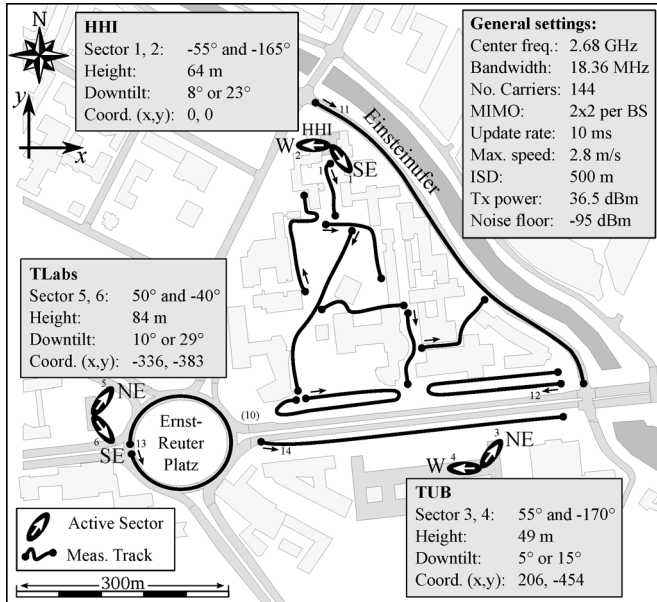 N
y
x
HHI
Sector 1, 2: -55° and -165°
Height: 64 m
Downtilt: 8° or 23°
Coord. (x,y): 0, 0
General settings:
Center freq.: 2.68 GHz
Bandwidth: 18.36 MHz
No. Carriers: 144
MIMO: 2x2 per BS
Update rate: 10 ms
Max. speed: 2.8 m/s
ISD: 500 m
Tx power: 36.5 dBm
Noise floor: -95 dBm
11
Einsteinufer
HHI
W
2
SE
1
1
TLabs
Sector 5, 6: 50° and -40°
Height: 84 m
Downtilt: 10° or 29°
Coord. (x,y): -336, -383
5
NE
6
SE
13
Ernst-
Reuter
Platz
(10)
14
12
3
NE
W
4
TUB
Sector 3, 4: 55° and -170°
Height: 49 m
Downtilt: 5° or 15°
Coord. (x,y): 206, -454
Active Sector
Meas. Track
300m